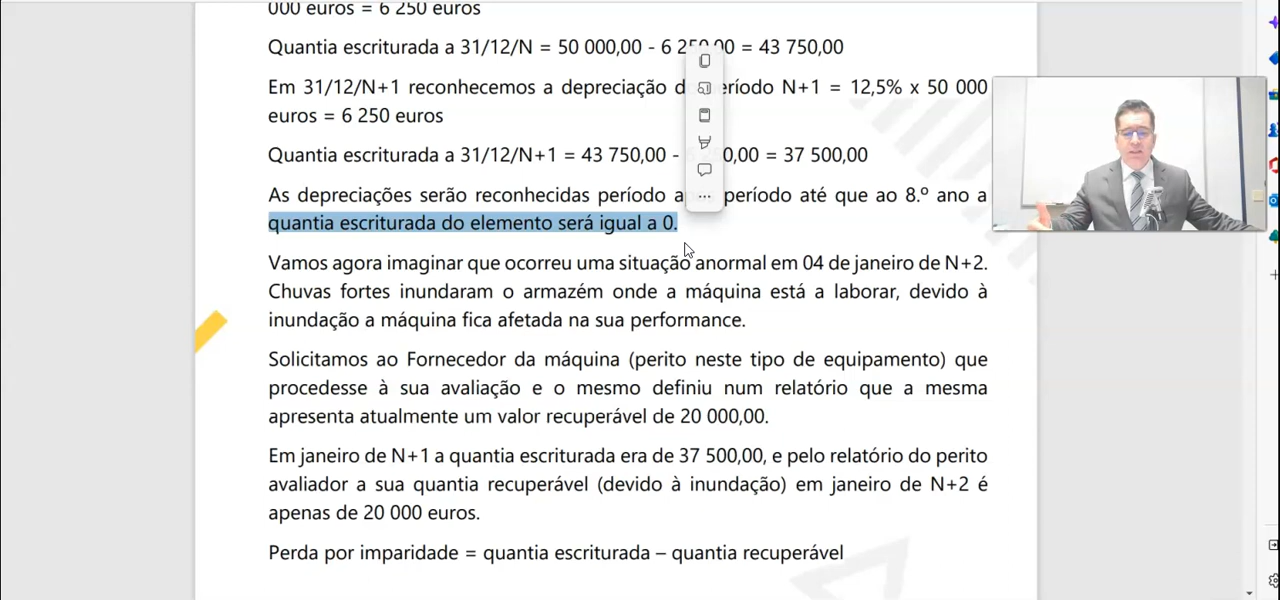 000 euros = 6 250 euros
Quantia escriturada a 31/12/N = 50 000,00 - 6 250,00 = 43 750,00
Em 31/12/N+1 reconhecemos a depreciação do período N+1 = 12,5% x 50 000
euros = 6 250 euros
Quantia escriturada a 31/12/N+1 = 43 750,00 - 6 250,00 = 37 500,00
As depreciações serão reconhecidas período após período até que ao 8.º ano a
quantia escriturada do elemento será igual a 0.
Vamos agora imaginar que ocorreu uma situação anormal em 04 de janeiro de N+2.
Chuvas fortes inundaram o armazém onde a máquina está a laborar, devido à
inundação a máquina fica afetada na sua performance.
Solicitamos ao Fornecedor da máquina (perito neste tipo de equipamento) que
procedesse à sua avaliação e o mesmo definiu num relatório que a mesma
apresenta atualmente um valor recuperável de 20 000,00.
Em janeiro de N+1 a quantia escriturada era de 37 500,00, e pelo relatório do perito
avaliador a sua quantia recuperável (devido à inundação) em janeiro de N+2 é
apenas de 20 000 euros.
Perda por imparidade = quantia escriturada – quantia recuperável